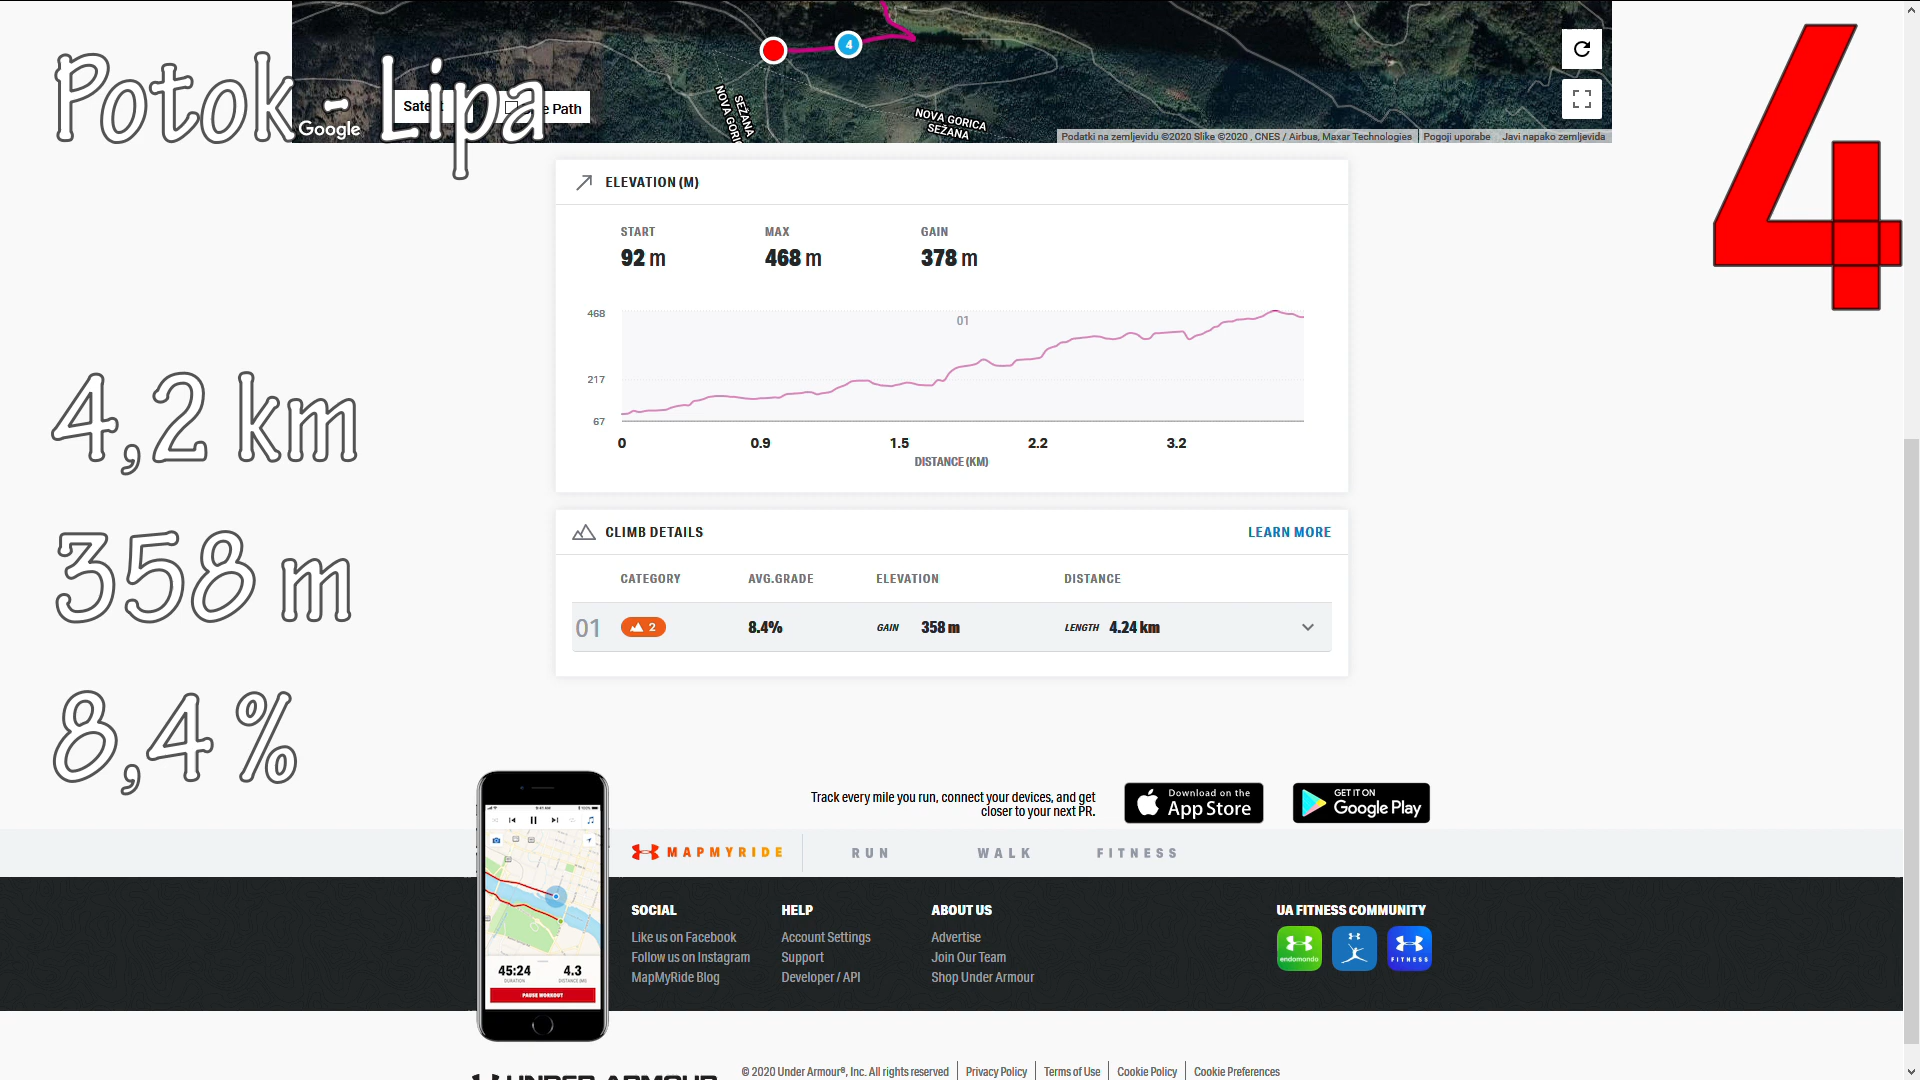 Potok - Lipa
4
4
Google
e Path
SEŽANA
NOVA GORICA
SEŽANA
Podatki na zemljevidu ©2020 Slike ©2020 , CNES / Airbus, Maxar Technologies
Pogoji uporabe
Javi napako zemljevida
ELEVATION (M)
START
MAX
GAIN
92 m
468 m
378 m
468
217
67
01
0
0.9
1.5
2.2
3.2
DISTANCE (KM)
4,2 km
358 m
8,4 %
CLIMB DETAILS
LEARN MORE
CATEGORY
AVG.GRADE
ELEVATION
DISTANCE
01
2
8.4%
GAIN 358 m
LENGTH 4.24 km
Track every mile you run, connect your devices, and get
closer to your next PR.
Download on the
App Store
GET IT ON
Google Play
MAPMYRIDE
RUN
WALK
FITNESS
45:24
4.3
DURATION
PAUSE WORKOUT
SOCIAL
Like us on Facebook
Follow us on Instagram
MapMyRide Blog
HELP
Account Settings
Support
Developer / API
ABOUT US
Advertise
Join Our Team
Shop Under Armour
UA FITNESS COMMUNITY
endomondo
FITNESS
UNDER ARMOUR
© 2020 Under Armour®, Inc. All rights reserved
Privacy Policy
Terms of Use
Cookie Policy
Cookie Preferences